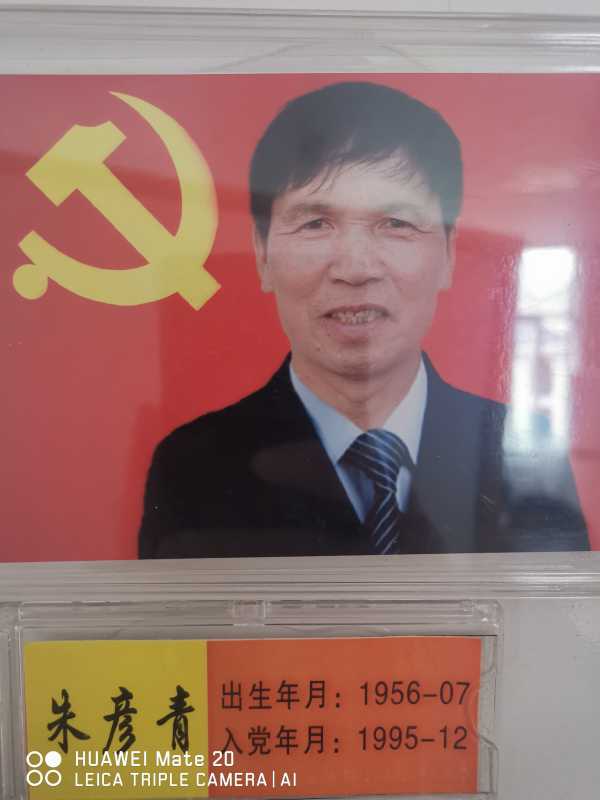 朱彦青
出生年月：1956-07
入党年月：1995-12
HUAWEI Mate 20
LEICA TRIPLE CAMERA | AI